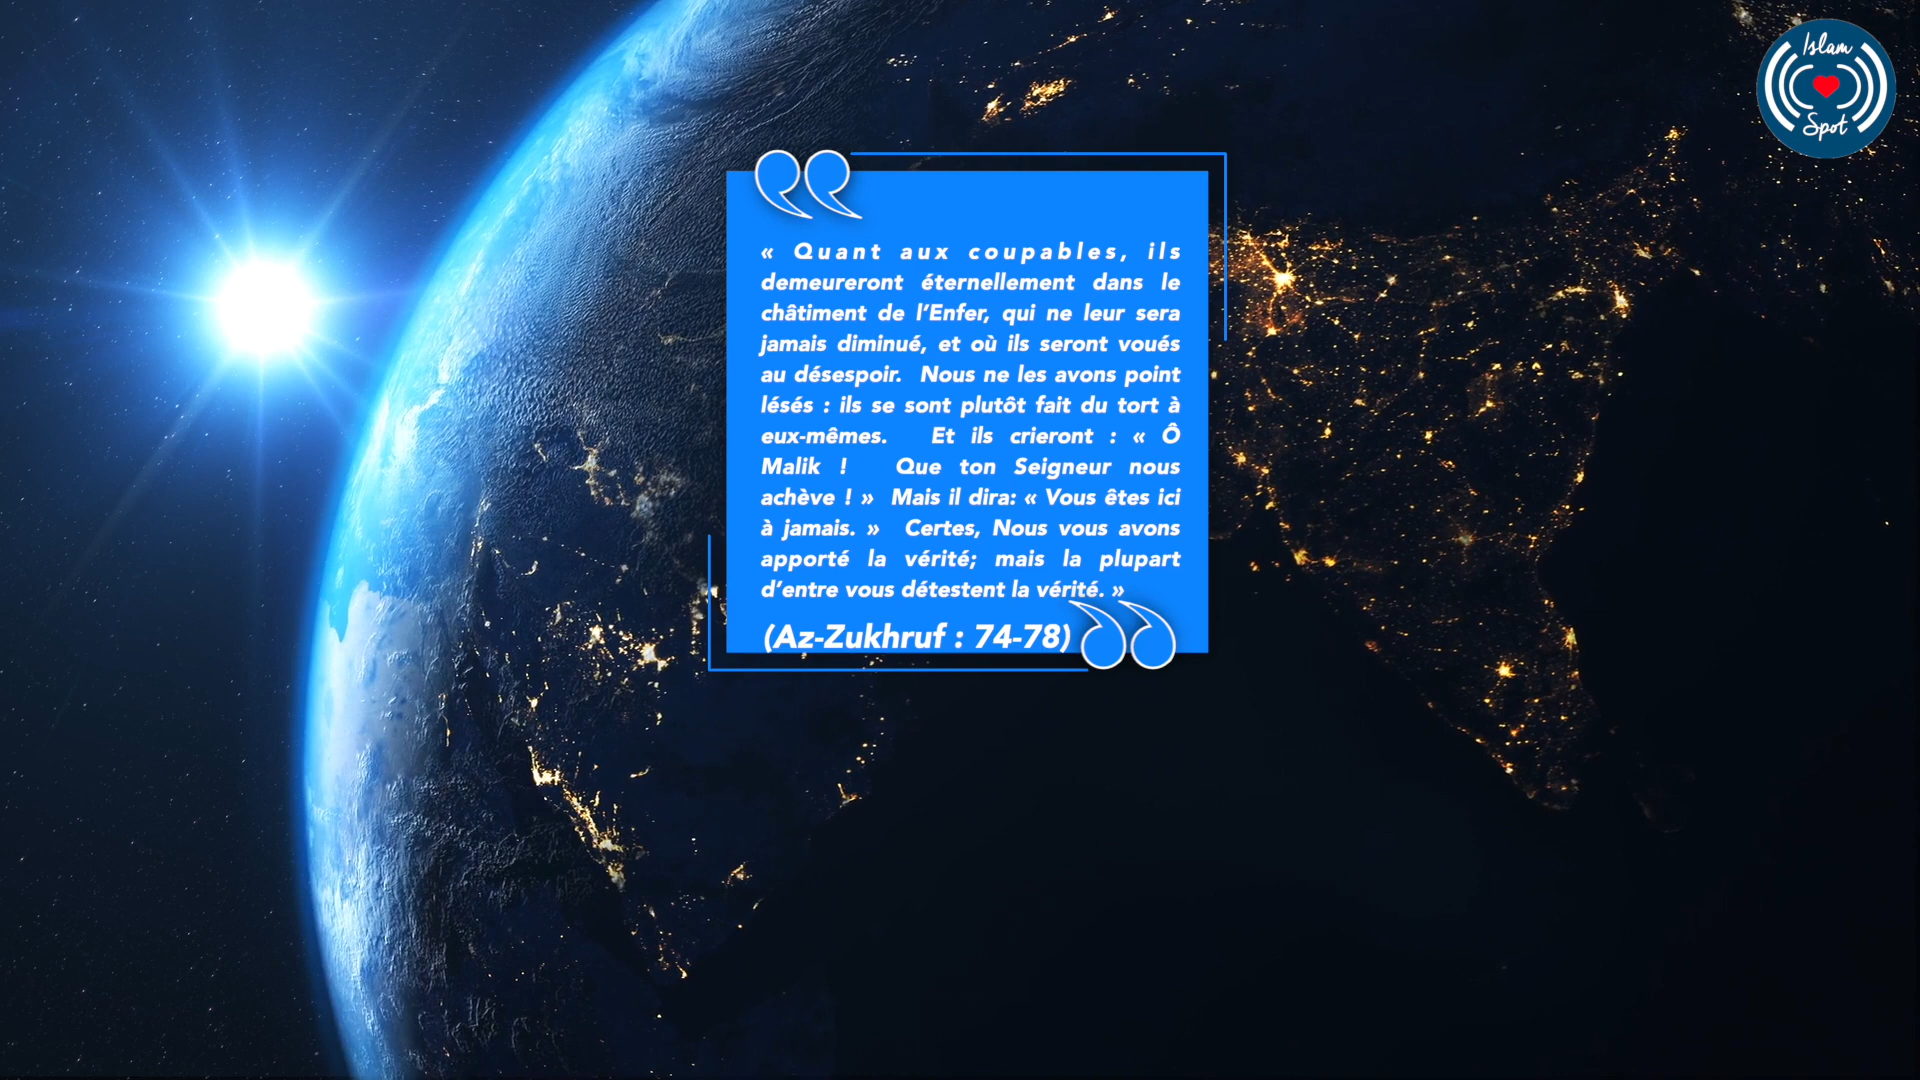 Islam
Spot
« Quant aux coupables, ils
demeureront éternellement dans le
châtiment de l’Enfer, qui ne leur sera
jamais diminué, et où ils seront voués
au désespoir. Nous ne les avons point
lésés : ils se sont plutôt fait du tort à
eux-mêmes. Et ils crieront : « Ô
Malik ! Que ton Seigneur nous
achève ! » Mais il dira: « Vous êtes ici
à jamais. » Certes, Nous vous avons
apporté la vérité; mais la plupart
d’entre vous détestent la vérité. »
(Az-Zukhruf : 74-78)